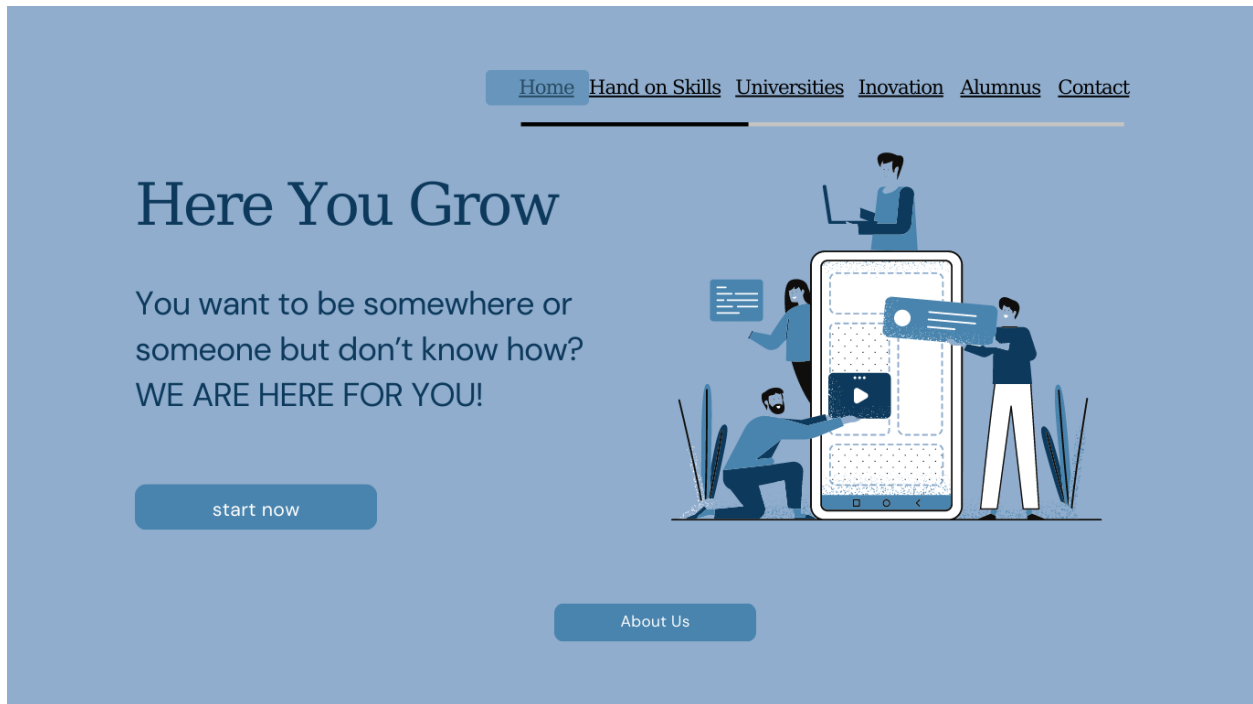 Home Hand on Skills Universities Inovation Alumnus Contact
Here You Grow
You want to be somewhere or
someone but don’t know how?
WE ARE HERE FOR YOU!
start now
About Us